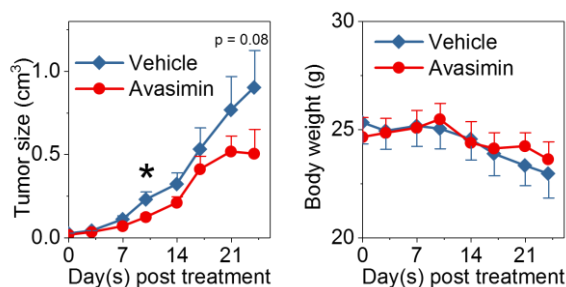 p = 0.08
Vehicle
Avasimin
*
Tumor size (cm3)
1.0
0.5
0.0
0 7 14 21
Day(s) post treatment
Vehicle
Avasimin
Body weight (g)
30
25
20
0 7 14 21
Day(s) post treatment